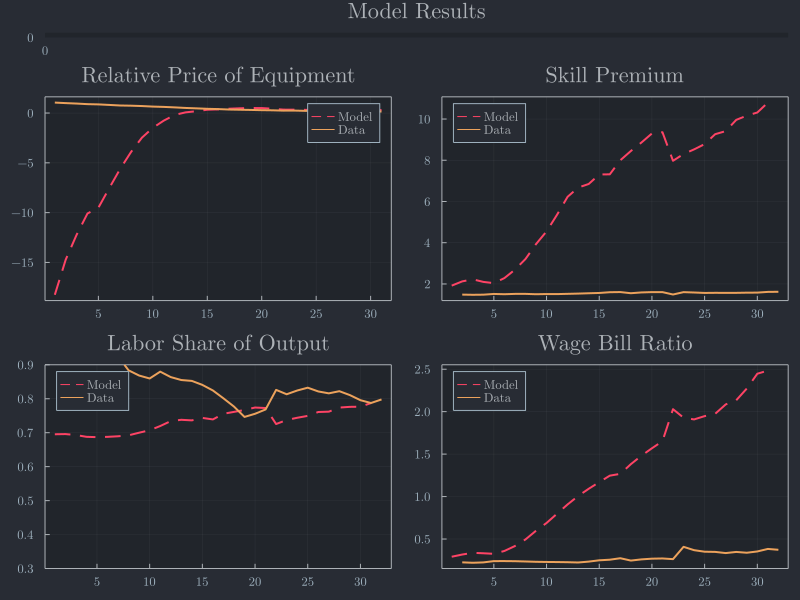 Model Results
0
0
Relative Price of Equipment
Skill Premium
0
−5
−10
−15
5 10 15 20 25 30
Model
Data
10
8
6
4
2
5 10 15 20 25 30
Model
Data
Labor Share of Output
Wage Bill Ratio
0.9
0.8
0.7
0.6
0.5
0.4
0.3
5 10 15 20 25 30
Model
Data
2.5
2.0
1.5
1.0
0.5
5 10 15 20 25 30
Model
Data